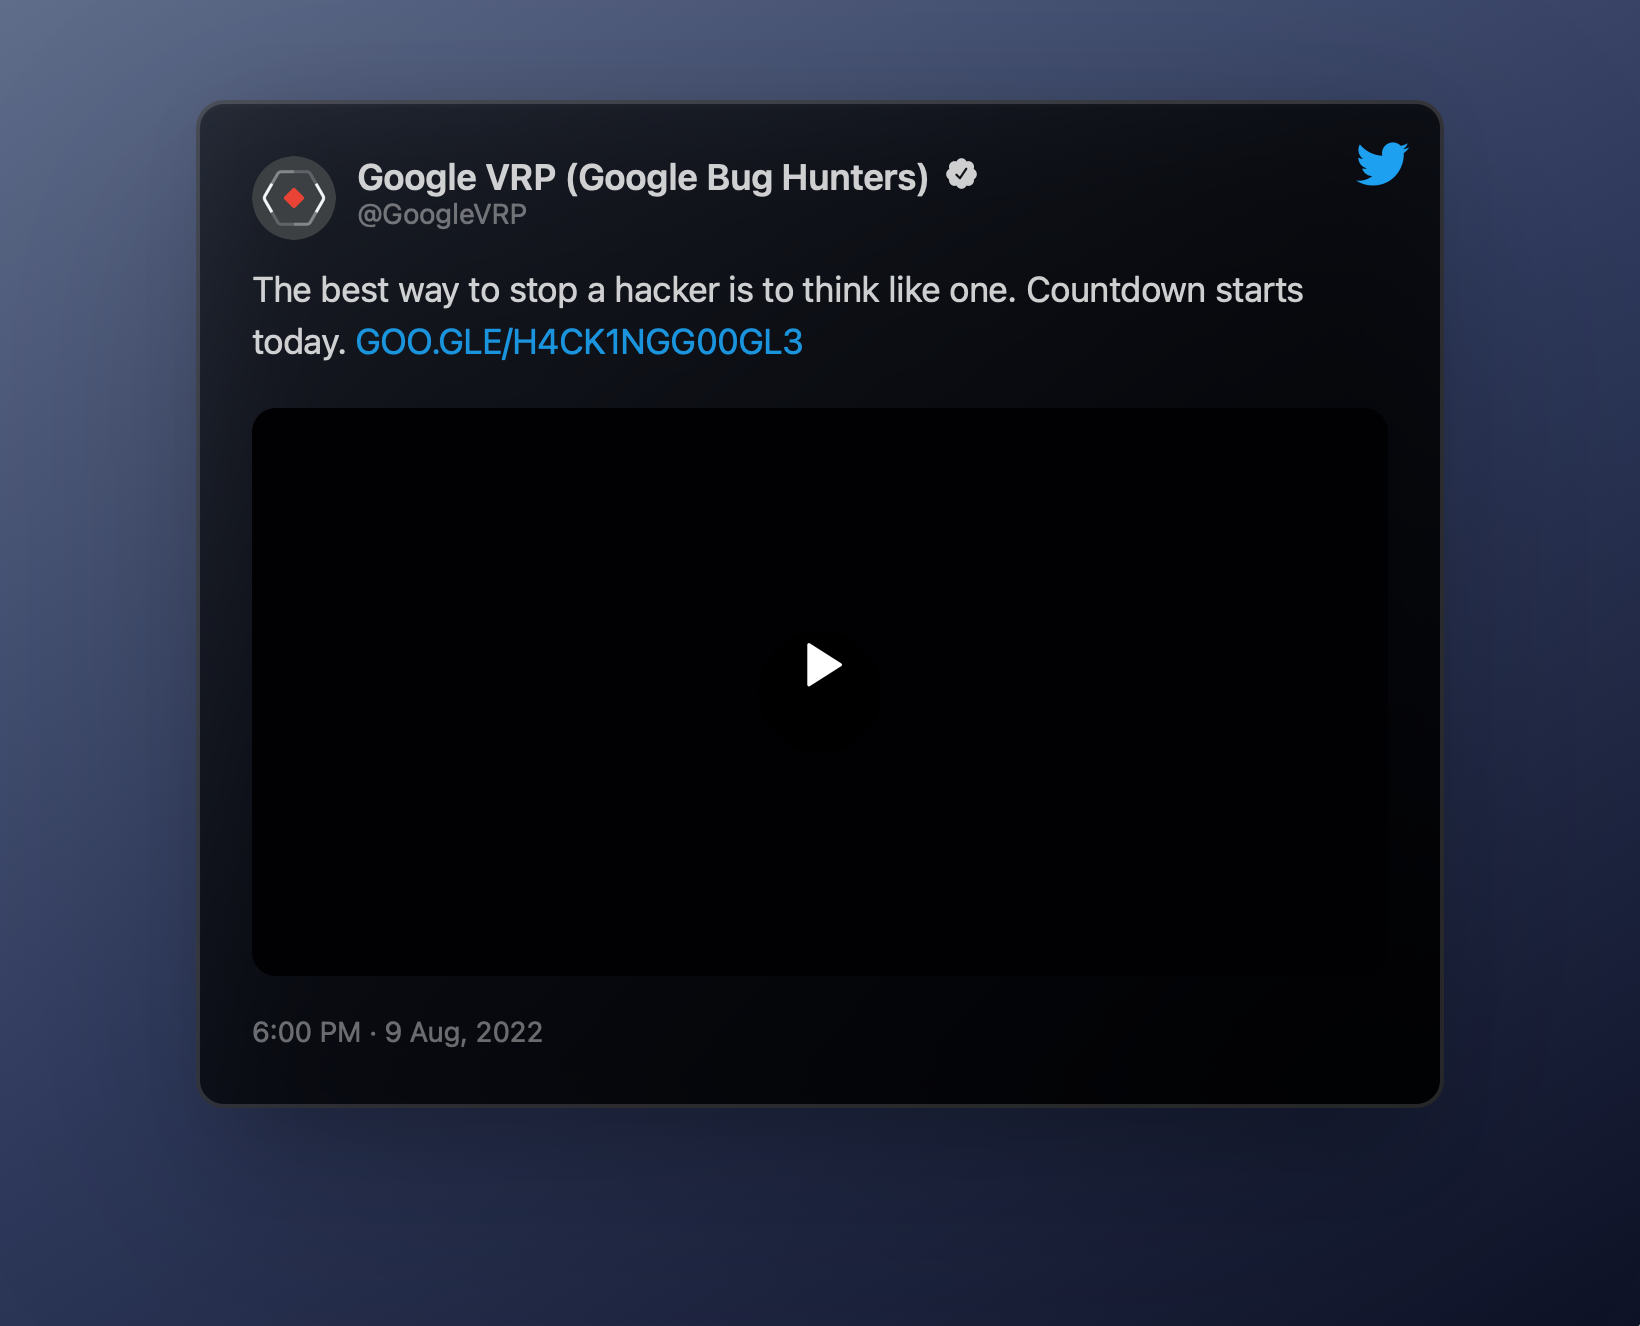 Google VRP (Google Bug Hunters)
@GoogleVRP
The best way to stop a hacker is to think like one. Countdown starts
today. GOO.GLE/H4CK1NGG00GL3
6:00 PM · 9 Aug, 2022